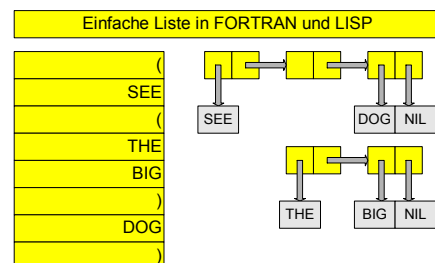 Einfache Liste in FORTRAN und LISP
(
SEE
(
THE
BIG
)
DOG
)
SEE
DOG NIL
THE
BIG NIL